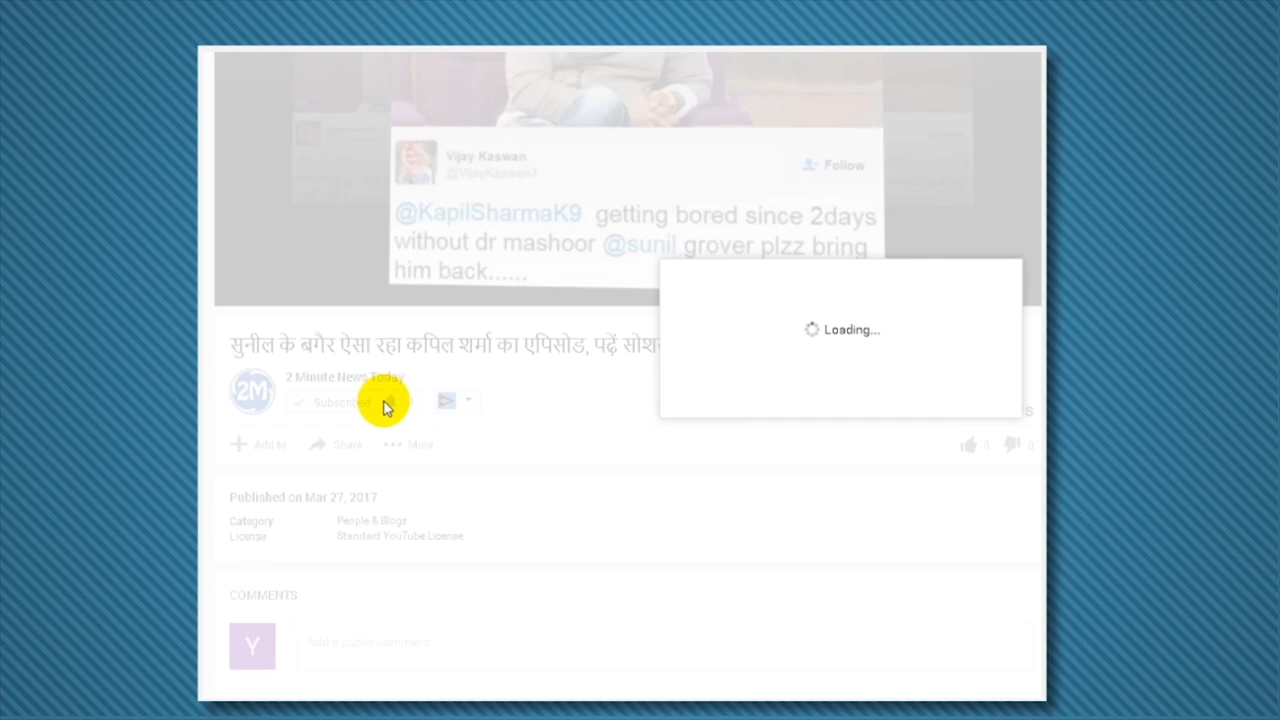 Vijay Kaswan
@VijayKaswan7
Follow
@KapilSharmaK9 getting bored since 2days
without dr mashoor @sunil grover plzz bring
him back......
Loading...
सुनील के बगैर ऐसा रहा कपिल शर्मा का एपिसोड, पढ़ें
2M
2 Minute News Today
Subscribed
Add to
Share
More
0
0
Published on Mar 27, 2017
Category People & Blogs
License Standard YouTube License
COMMENTS
Y
Add a public comment...